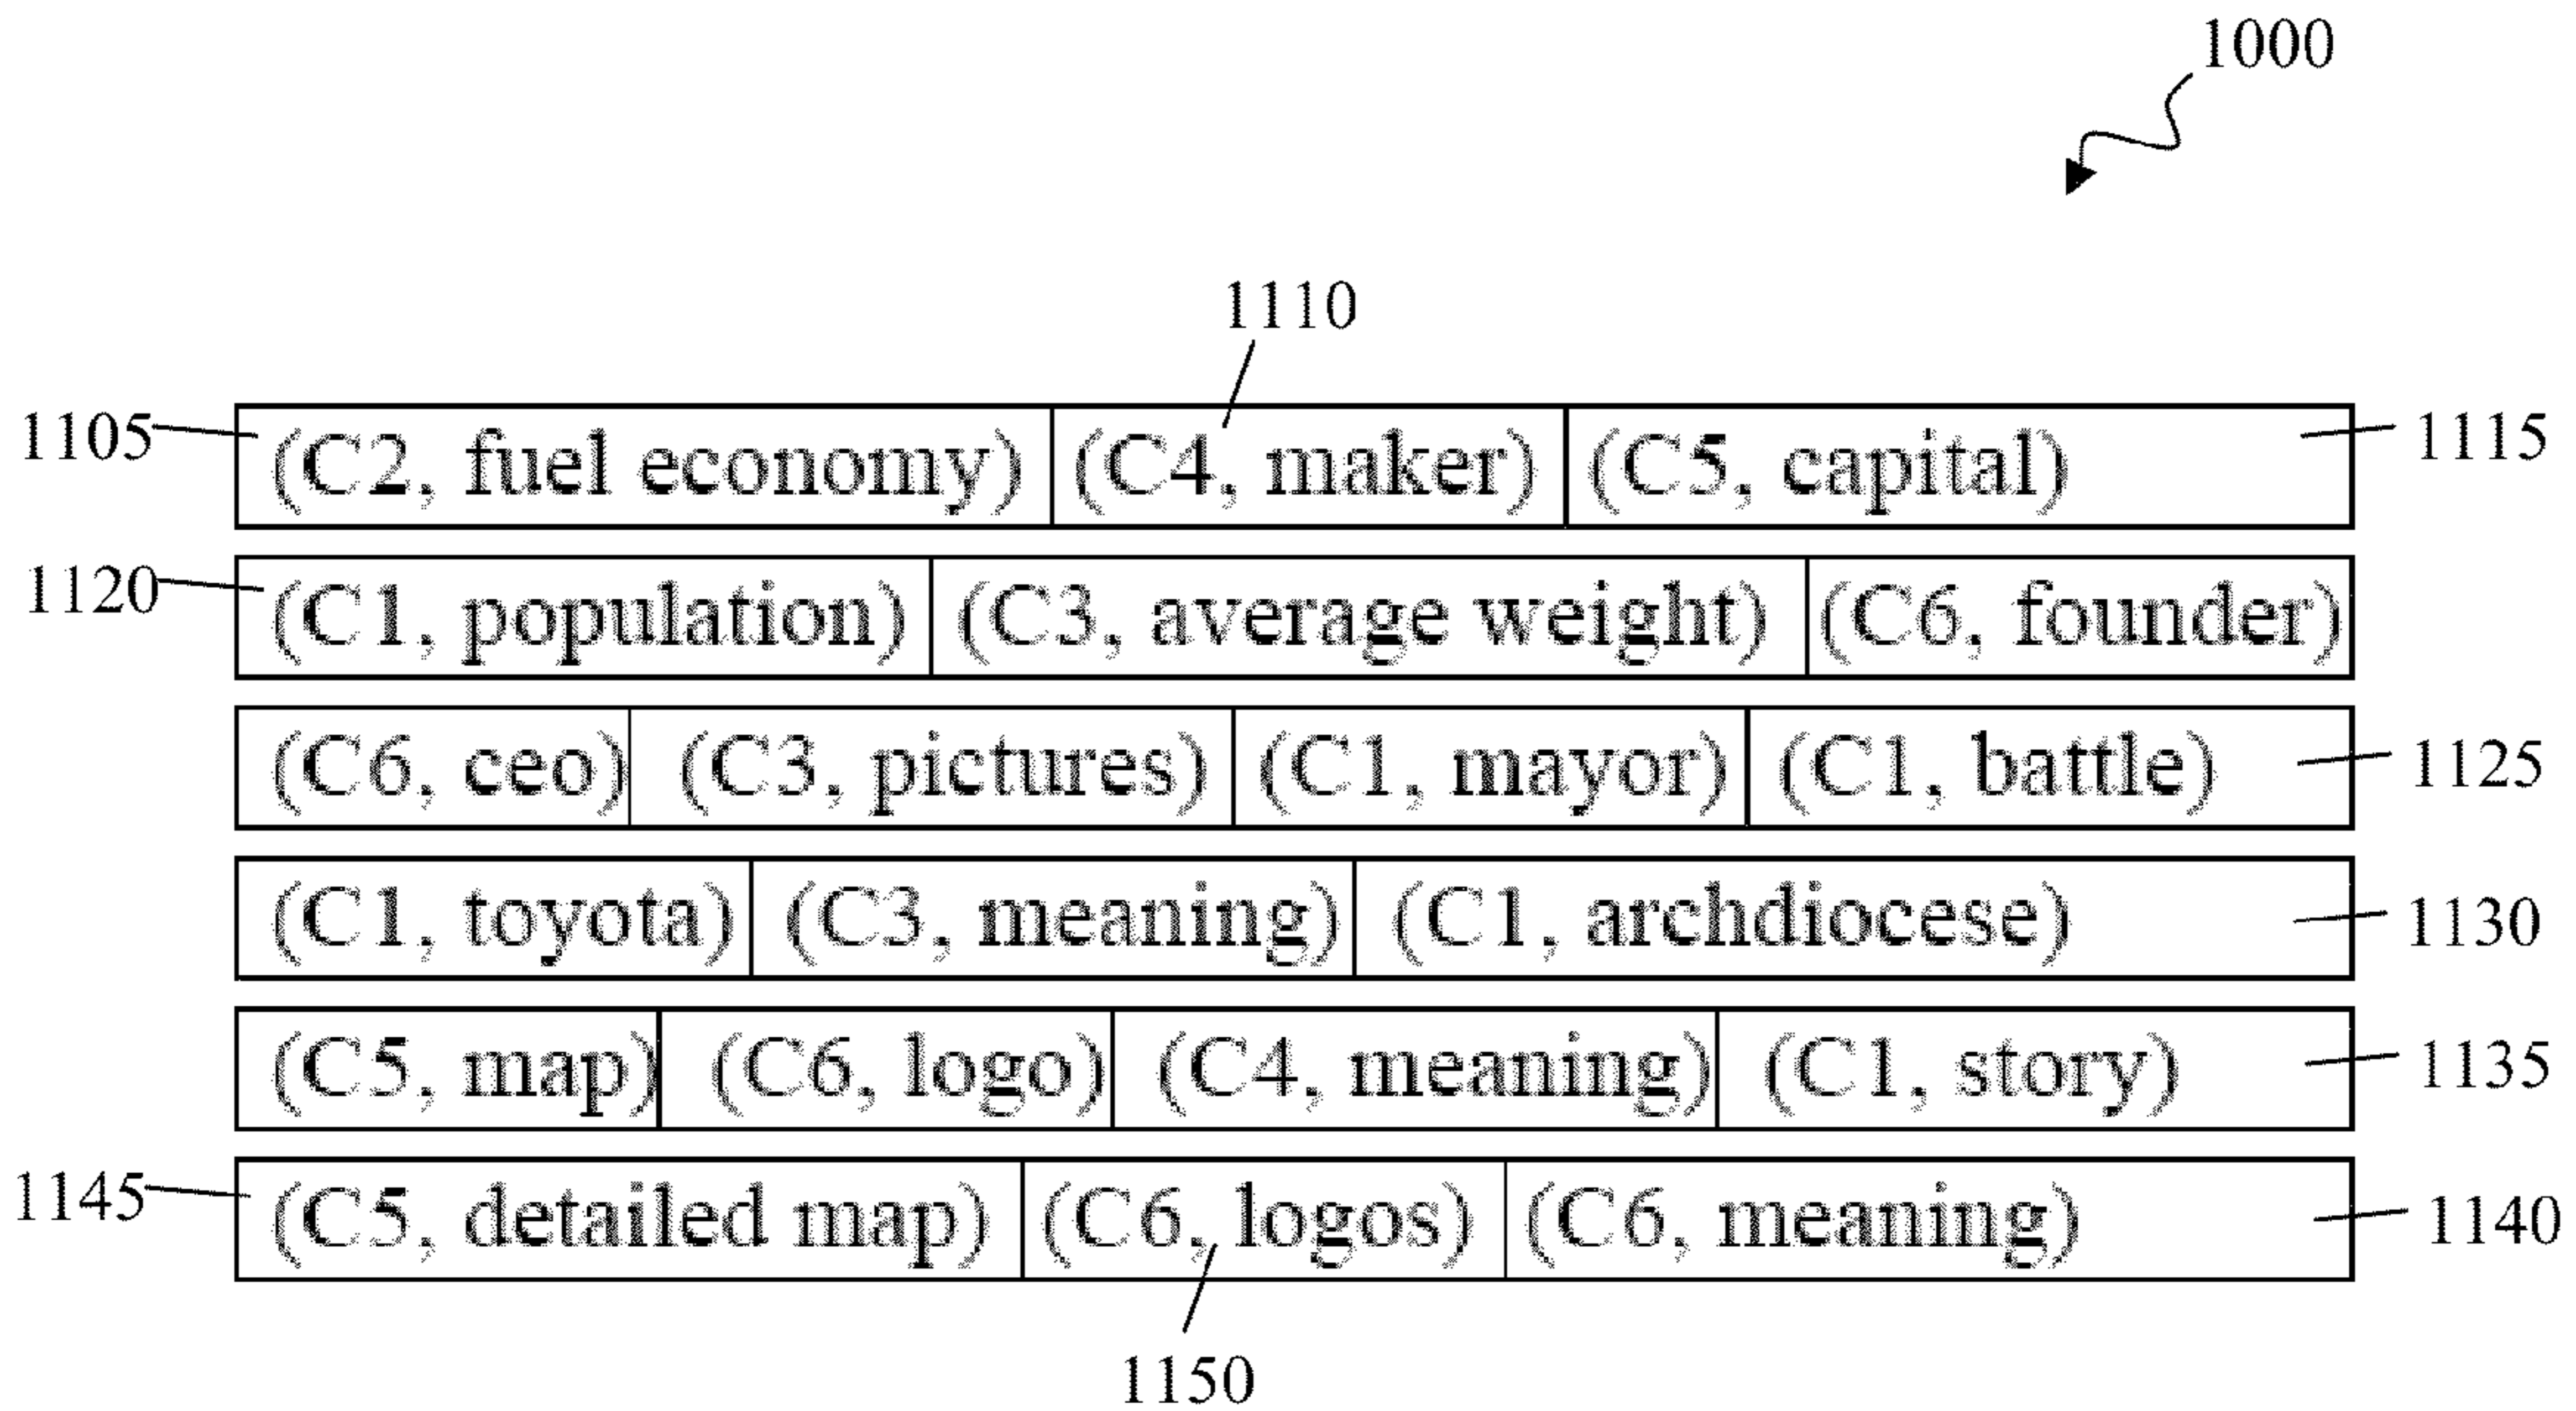 1000
1110
1105 (C2, fuel economy) (C4, maker) (C5, capital) 1115
1120 (C1, population) (C3, average weight) (C6, founder)
(C6, ceo) (C3, pictures) (C1, mayor) (C1, battle) 1125
(C1, toyota) (C3, meaning) (C1, archdiocese) 1130
(C5, map) (C6, logo) (C4, meaning) (C1, story) 1135
1145 (C5, detailed map) (C6, logos) (C6, meaning) 1140
1150